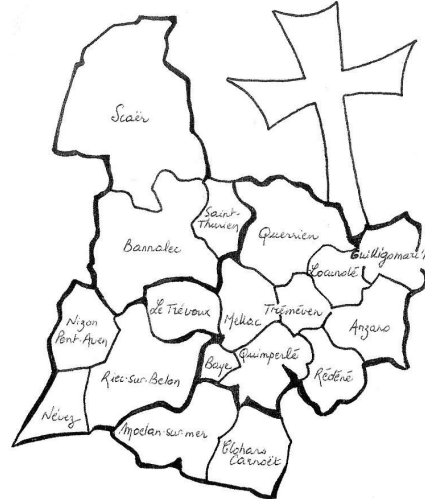 Scaër
Saint-
Thurien
Bannalec
Querrien
Guilligomarc'h
Locunolé
Le Trévoux
Mellac
Tréméven
Arzano
Nizon
Pont-Aven
Baye
Quimperlé
Rédéné
Riec-sur-Belon
Névez
Moelan-sur-mer
Clohars
Carnoët